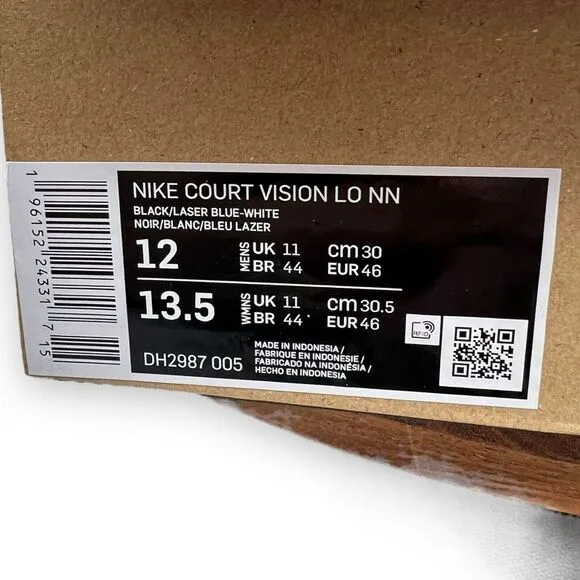 NIKE COURT VISION LO NN
BLACK/LASER BLUE-WHITE
NOIR/BLANC/BLEU LAZER
12 MENS UK 11 cm 30
BR 44 EUR 46
13.5 WMNS UK 11 cm 30.5
BR 44 EUR 46
RFID
DH2987 005
MADE IN INDONESIA /
FABRIQUE EN INDONESIE /
FABRICADO NA INDONÉSIA /
HECHO EN INDONESIA
1 96152 24331 7 15